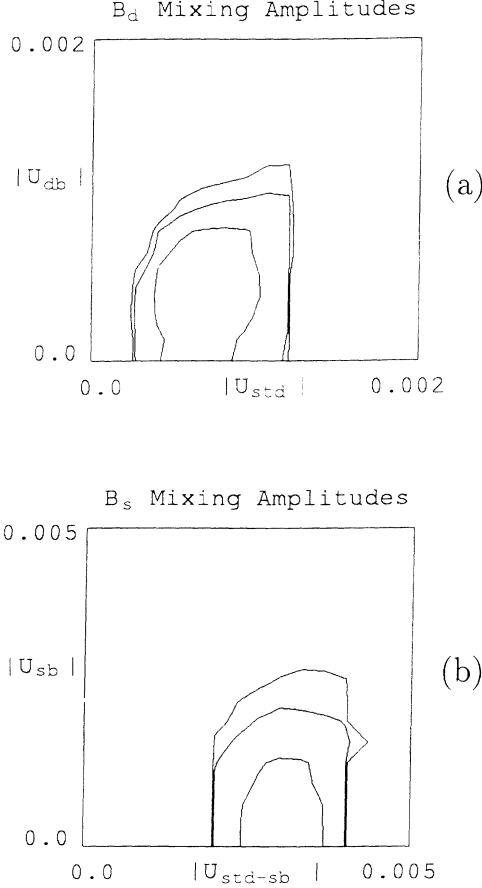 B_d Mixing Amplitudes
0.002
|U_db|
(a)
0.0
0.0 |U_std| 0.002
B_s Mixing Amplitudes
0.005
|U_sb|
(b)
0.0
0.0 |U_std-sb| 0.005